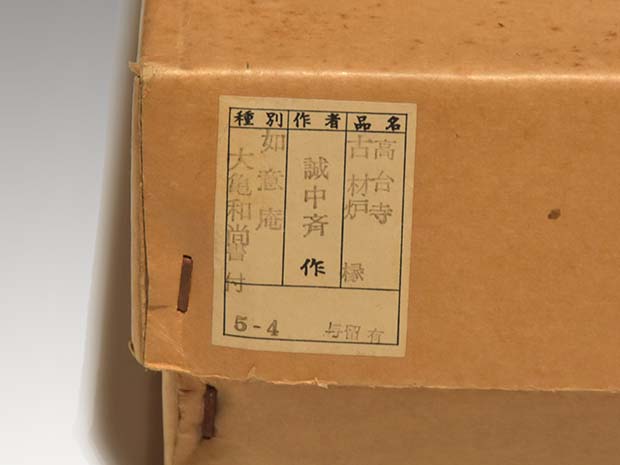 品名
作者
種別
高台寺
古材炉縁
誠中斉 作
如意庵
大亀和尚書付
5-4